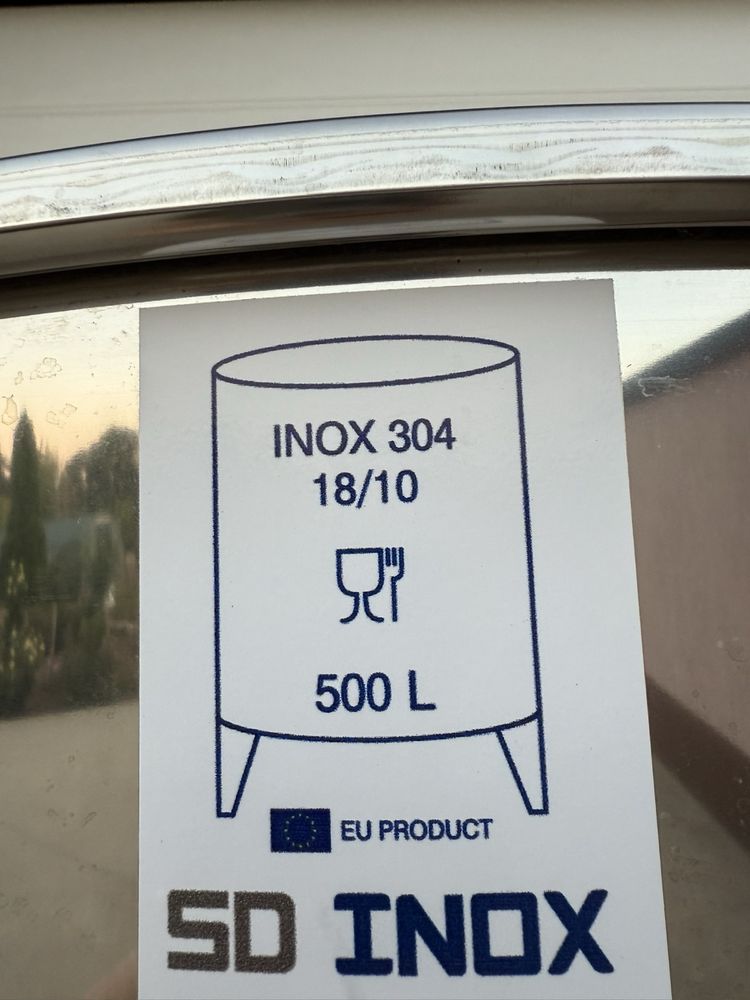 INOX 304
18/10
500 L
EU PRODUCT
SD INOX